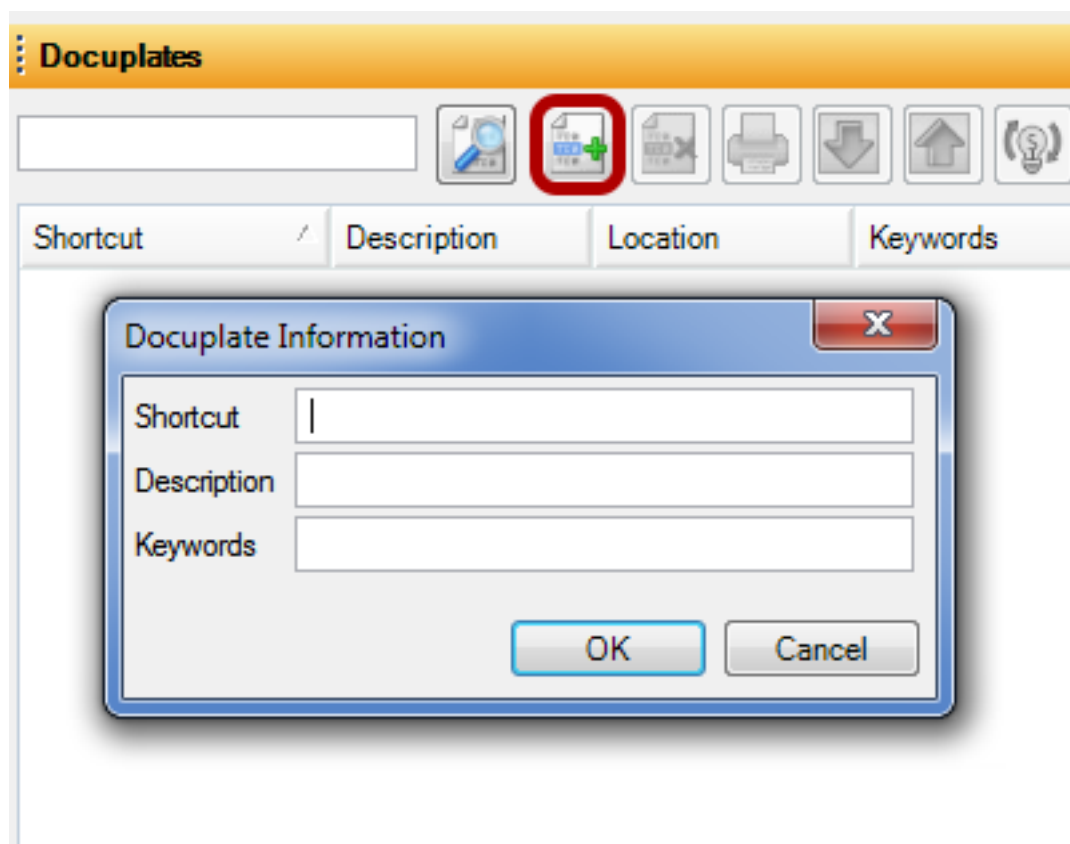 Docuplates
Shortcut Description Location Keywords
Docuplate Information
Shortcut
Description
Keywords
OK Cancel